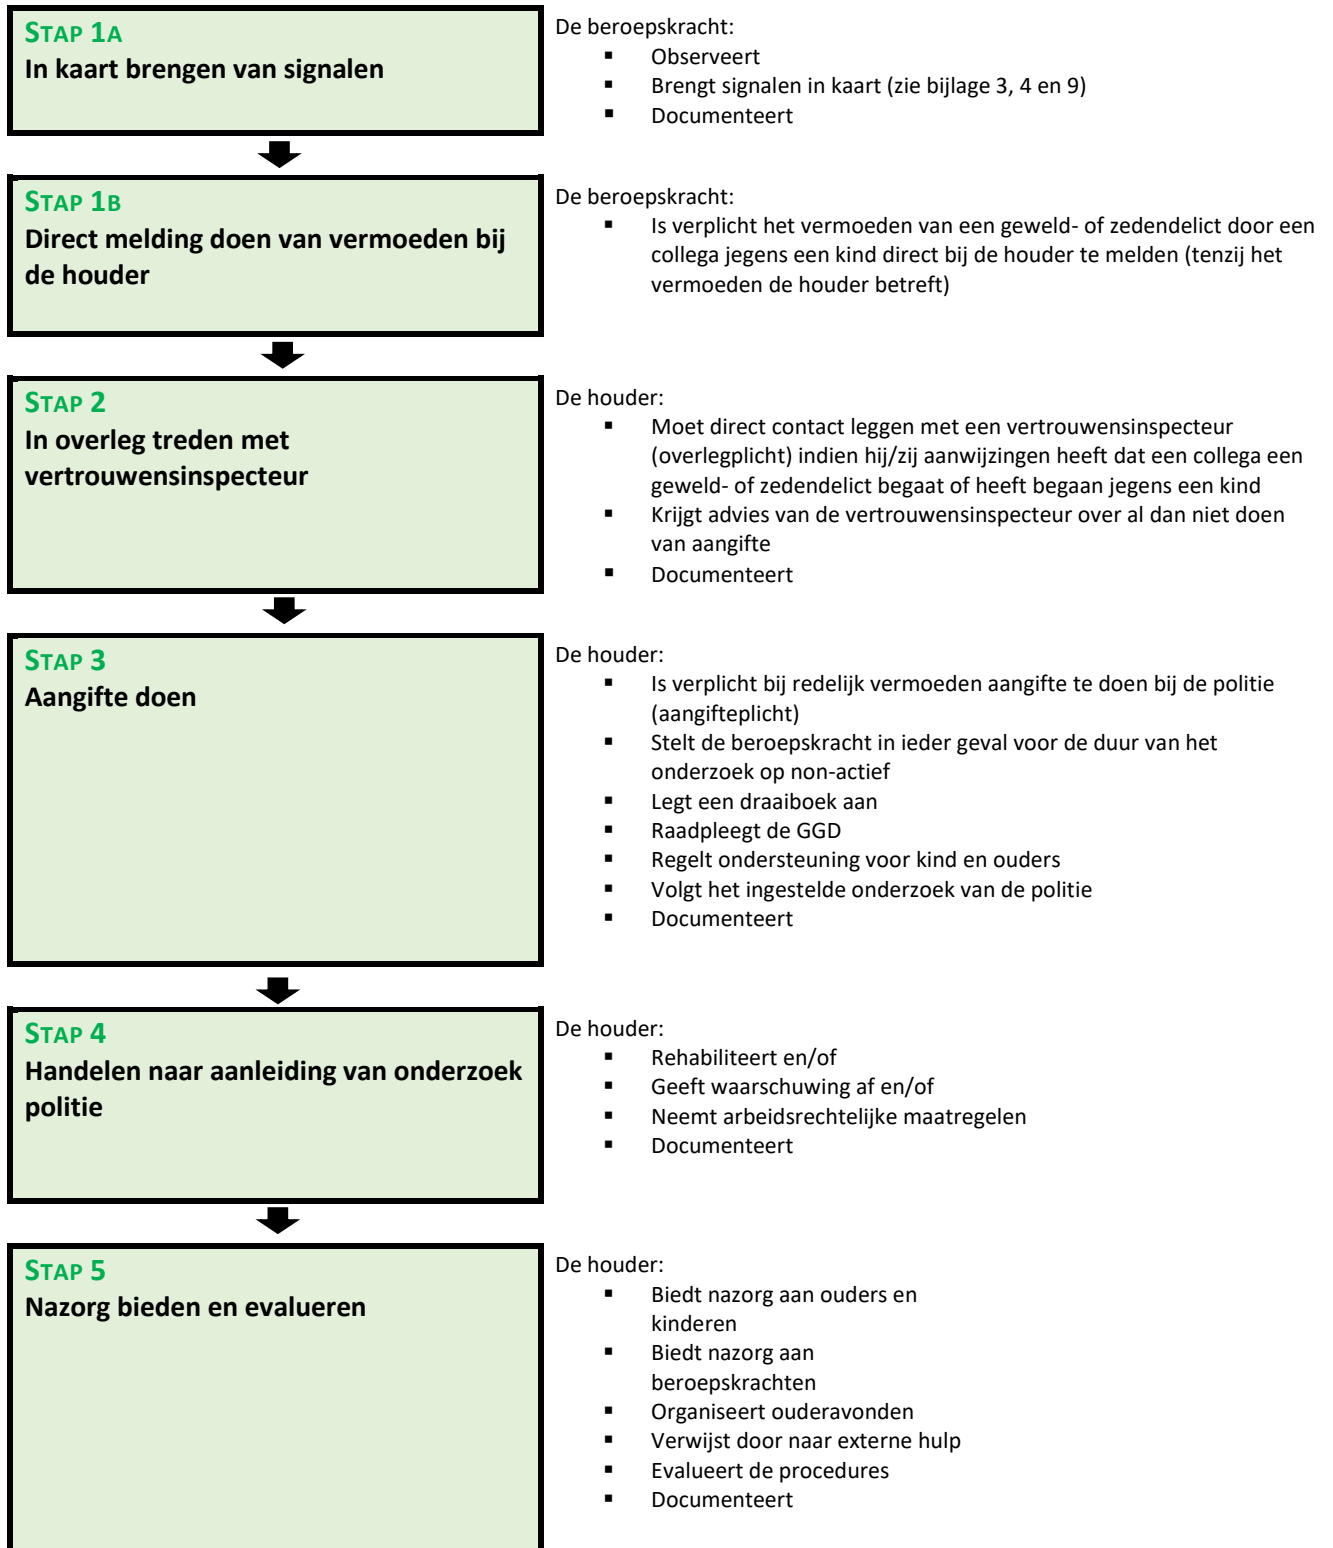 STAP 1A
In kaart brengen van signalen
De beroepskracht:
▪ Observeert
▪ Brengt signalen in kaart (zie bijlage 3, 4 en 9)
▪ Documenteert
STAP 1B
Direct melding doen van vermoeden bij
de houder
De beroepskracht:
▪ Is verplicht het vermoeden van een geweld- of zedendelict door een
collega jegens een kind direct bij de houder te melden (tenzij het
vermoeden de houder betreft)
STAP 2
In overleg treden met
vertrouwensinspecteur
De houder:
▪ Moet direct contact leggen met een vertrouwensinspecteur
(overlegplicht) indien hij/zij aanwijzingen heeft dat een collega een
geweld- of zedendelict begaat of heeft begaan jegens een kind
▪ Krijgt advies van de vertrouwensinspecteur over al dan niet doen
van aangifte
▪ Documenteert
STAP 3
Aangifte doen
De houder:
▪ Is verplicht bij redelijk vermoeden aangifte te doen bij de politie
(aangifteplicht)
▪ Stelt de beroepskracht in ieder geval voor de duur van het
onderzoek op non-actief
▪ Legt een draaiboek aan
▪ Raadpleegt de GGD
▪ Regelt ondersteuning voor kind en ouders
▪ Volgt het ingestelde onderzoek van de politie
▪ Documenteert
STAP 4
Handelen naar aanleiding van onderzoek
politie
De houder:
▪ Rehabiliteert en/of
▪ Geeft waarschuwing af en/of
▪ Neemt arbeidsrechtelijke maatregelen
▪ Documenteert
STAP 5
Nazorg bieden en evalueren
De houder:
▪ Biedt nazorg aan ouders en
kinderen
▪ Biedt nazorg aan
beroepskrachten
▪ Organiseert ouderavonden
▪ Verwijst door naar externe hulp
▪ Evalueert de procedures
▪ Documenteert